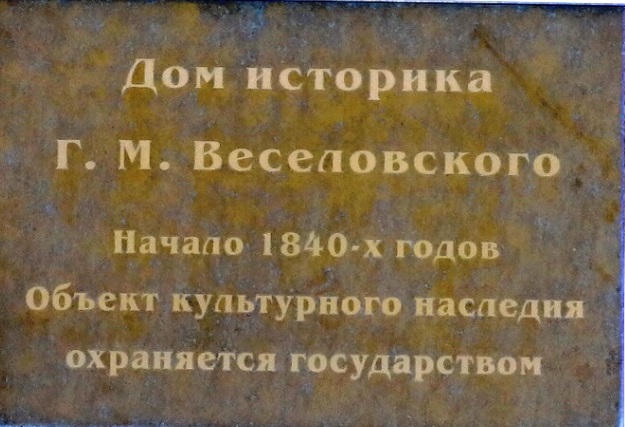 Дом историка
Г. М. Веселовского
Начало 1840-х годов
Объект культурного наследия
охраняется государством